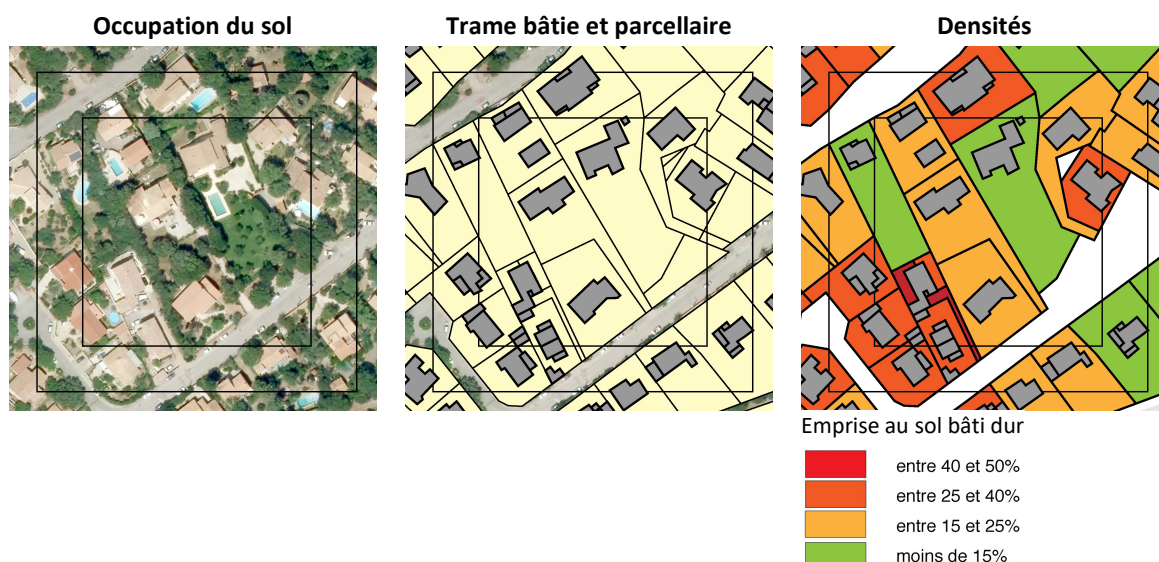 Occupation du sol
Trame bâtie et parcellaire
Densités
Emprise au sol bâti dur
entre 40 et 50%
entre 25 et 40%
entre 15 et 25%
moins de 15%